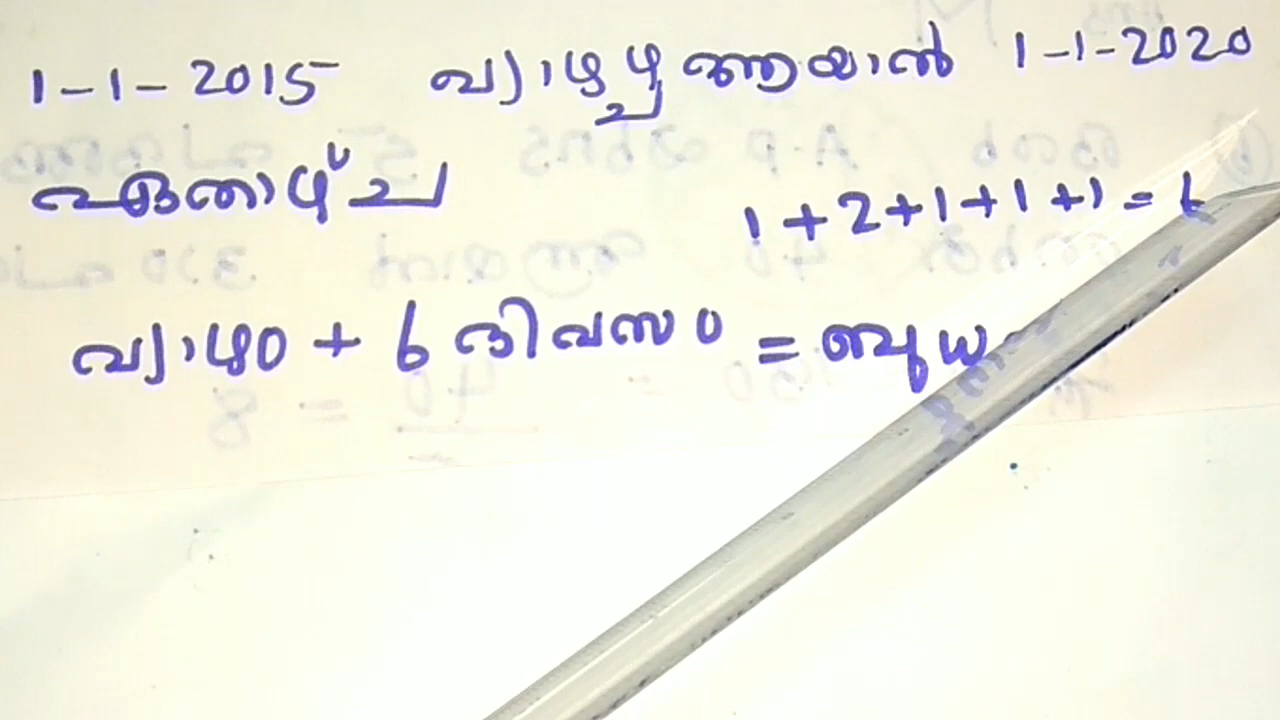 1-1-2015 വ്യാഴാഴ്ച ആയാൽ 1-1-2020
ഏതാഴ്ച
1+2+1+1+1=6
വ്യാഴം + 6 ദിവസം = ബുധ